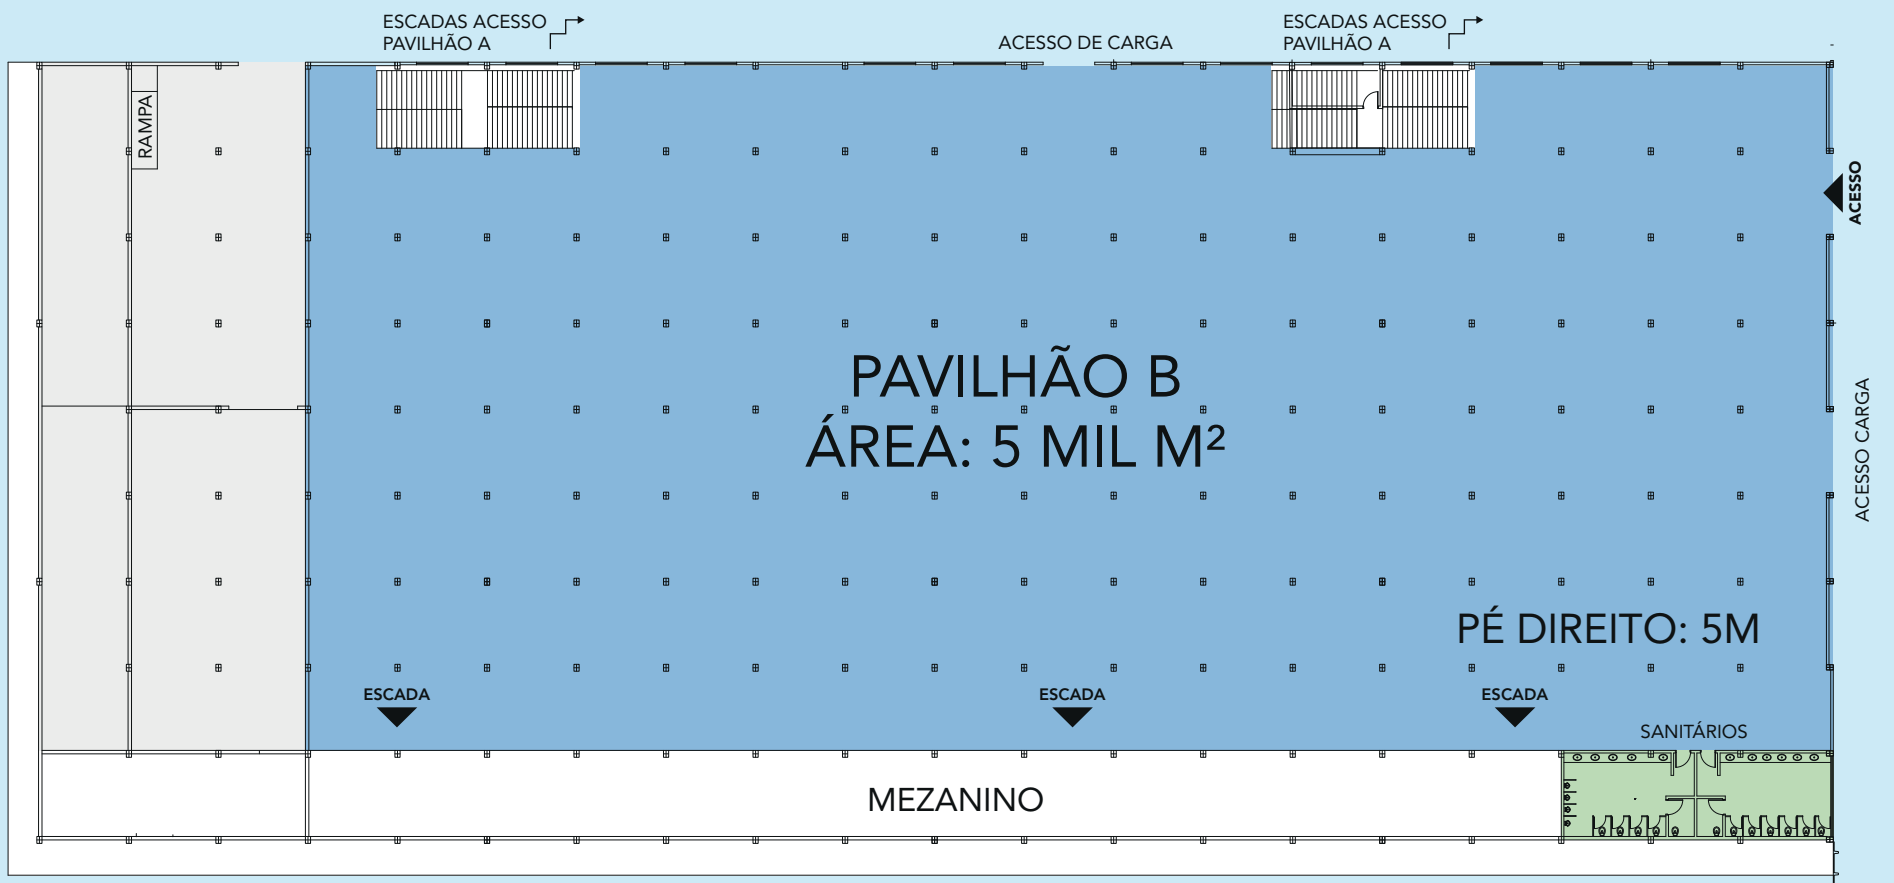 ESCADAS ACESSO
PAVILHÃO A
ACESSO DE CARGA
ESCADAS ACESSO
PAVILHÃO A
RAMPA
ACESSO
PAVILHÃO B
ÁREA: 5 MIL M²
ACESSO CARGA
PÉ DIREITO: 5M
ESCADA
ESCADA
ESCADA
SANITÁRIOS
MEZANINO